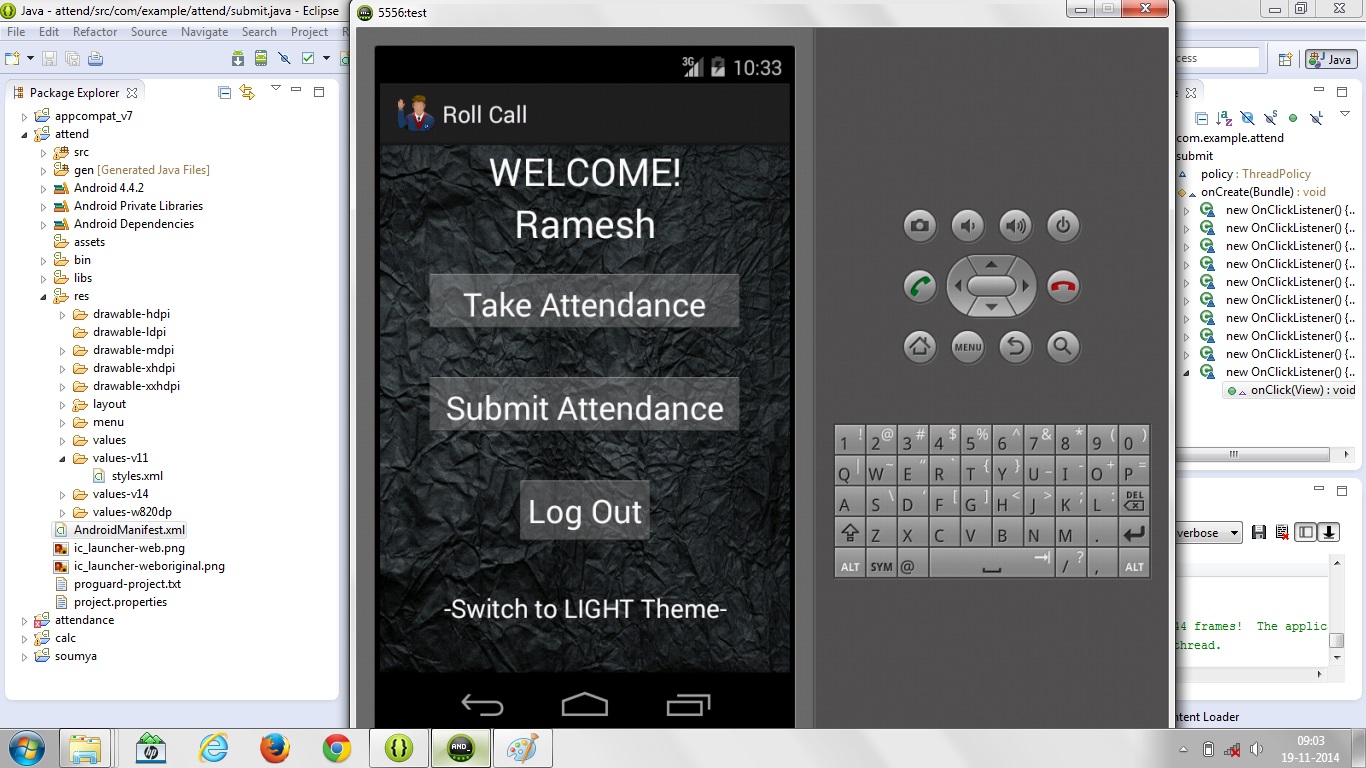 Java - attend/src/com/example/attend/submit.java - Eclipse
File Edit Refactor Source Navigate Search Project
Package Explorer
appcompat_v7
attend
src
gen [Generated Java Files]
Android 4.4.2
Android Private Libraries
Android Dependencies
assets
bin
libs
res
drawable-hdpi
drawable-ldpi
drawable-mdpi
drawable-xhdpi
drawable-xxhdpi
layout
menu
values
values-v11
styles.xml
values-v14
values-w820dp
AndroidManifest.xml
ic_launcher-web.png
ic_launcher-weboriginal.png
proguard-project.txt
project.properties
attendance
calc
soumya
5556:test
3G 10:33
Roll Call
WELCOME!
Ramesh
Take Attendance
Submit Attendance
Log Out
-Switch to LIGHT Theme-
MENU
1 ! 2 @ 3 # 4 $ 5 % 6 ^ 7 & 8 * 9 ( 0 )
Q | W ~ E " R ` T { Y } U _ I - O + P =
A S \ D ' F [ G ] H < J > K ; L : DEL
Z X C V B N M .
ALT SYM @ / ? , ALT
cess
Java
com.example.attend
submit
policy : ThreadPolicy
onCreate(Bundle) : void
new OnClickListener() {..
new OnClickListener() {..
new OnClickListener() {..
new OnClickListener() {..
new OnClickListener() {..
new OnClickListener() {..
new OnClickListener() {..
new OnClickListener() {..
new OnClickListener() {..
new OnClickListener() {..
onClick(View) : void
verbose
44 frames! The applic
thread.
ntent Loader
hp
AND_
09:03
19-11-2014